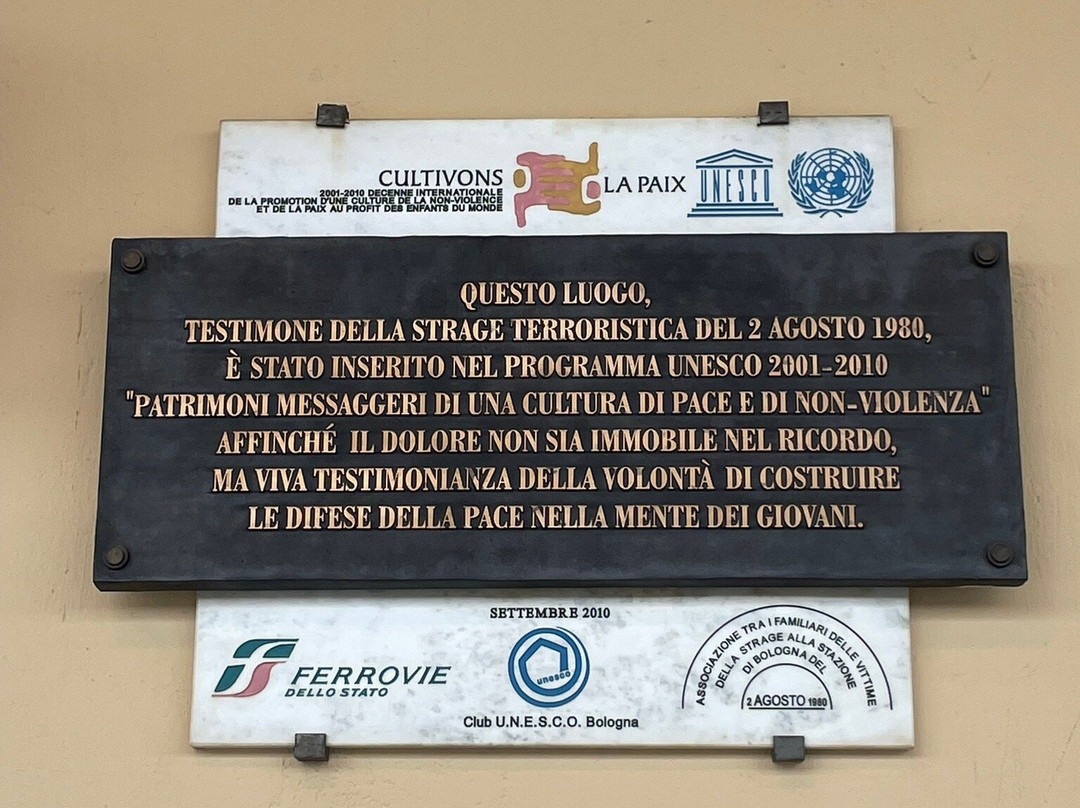 CULTIVONS LA PAIX
2001-2010 DECENNE INTERNATIONALE
DE LA PROMOTION D'UNE CULTURE DE LA NON-VIOLENCE
ET DE LA PAIX AU PROFIT DES ENFANTS DU MONDE
UNESCO
QUESTO LUOGO,
TESTIMONE DELLA STRAGE TERRORISTICA DEL 2 AGOSTO 1980,
È STATO INSERITO NEL PROGRAMMA UNESCO 2001-2010
"PATRIMONI MESSAGGERI DI UNA CULTURA DI PACE E DI NON-VIOLENZA"
AFFINCHÉ IL DOLORE NON SIA IMMOBILE NEL RICORDO,
MA VIVA TESTIMONIANZA DELLA VOLONTÀ DI COSTRUIRE
LE DIFESE DELLA PACE NELLA MENTE DEI GIOVANI.
SETTEMBRE 2010
FERROVIE
DELLO STATO
unesco
Club U.N.E.S.C.O. Bologna
ASSOCIAZIONE TRA I FAMILIARI DELLE VITTIME
DELLA STRAGE ALLA STAZIONE
DI BOLOGNA DEL
2 AGOSTO 1980